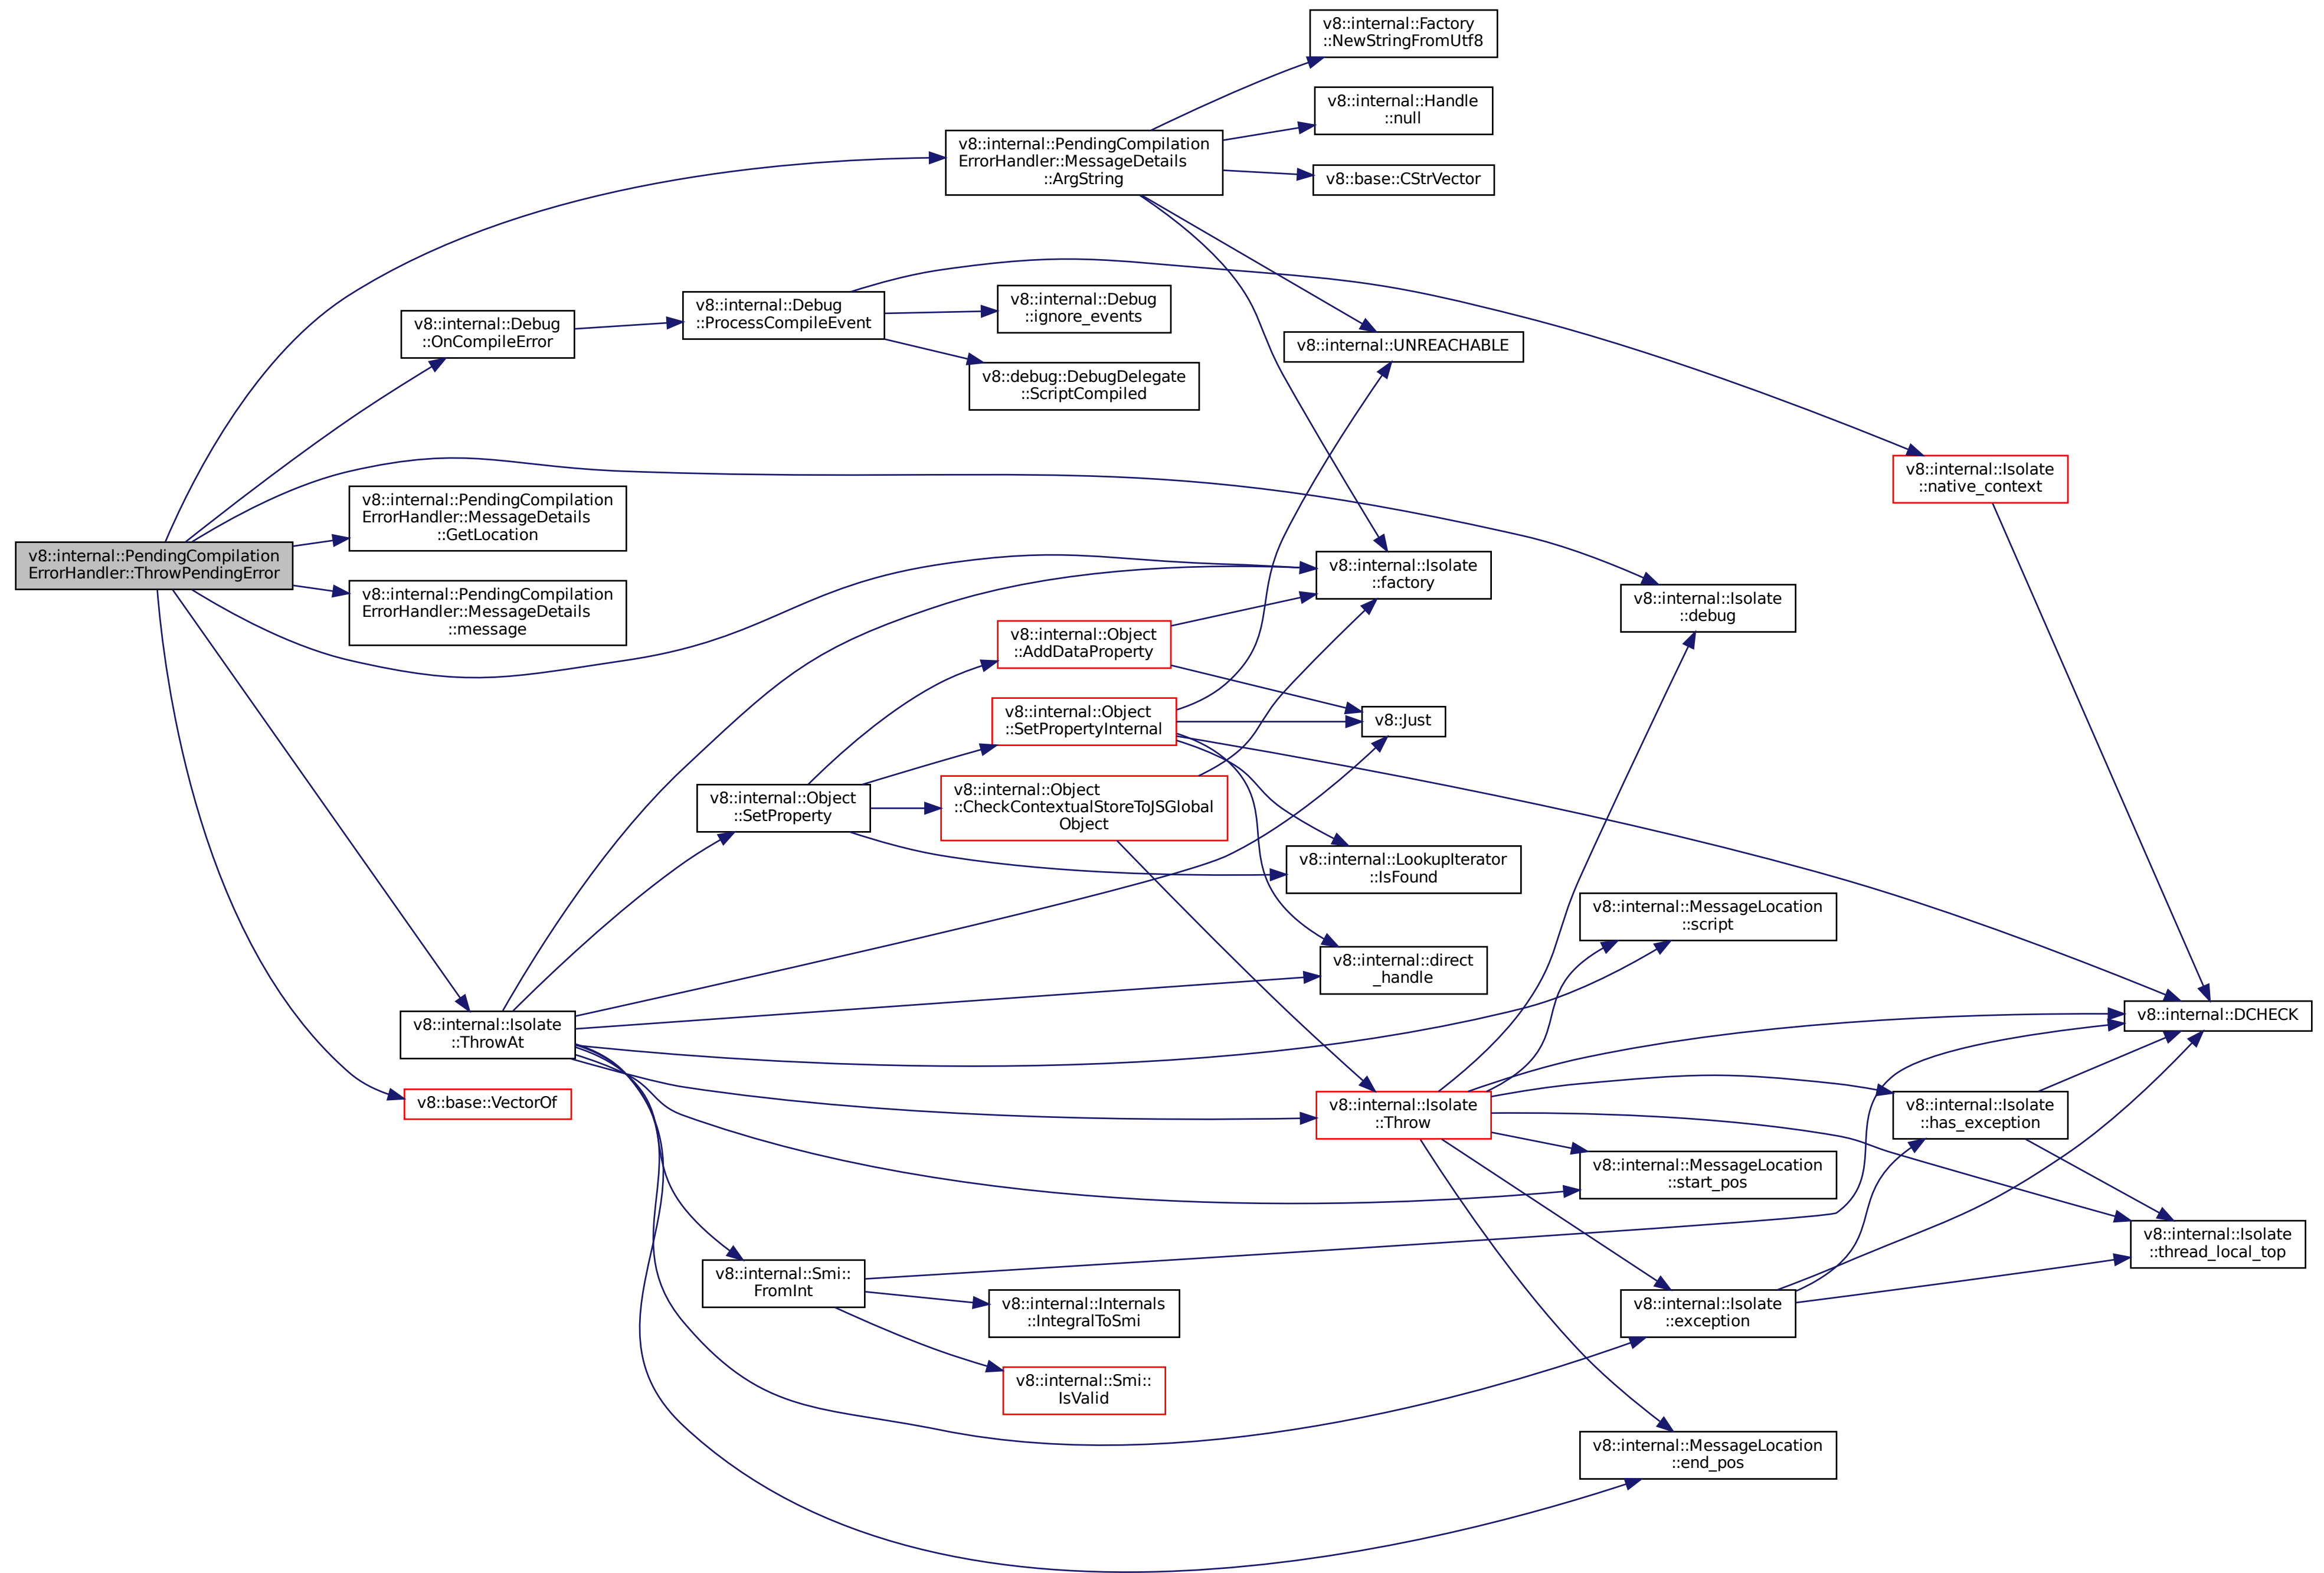 v8::internal::Factory
::NewStringFromUtf8
v8::internal::Handle
::null
v8::internal::PendingCompilation
ErrorHandler::MessageDetails
::ArgString
v8::base::CStrVector
v8::internal::Debug
::OnCompileError
v8::internal::Debug
::ProcessCompileEvent
v8::internal::Debug
::ignore_events
v8::internal::UNREACHABLE
v8::debug::DebugDelegate
::ScriptCompiled
v8::internal::Isolate
::native_context
v8::internal::PendingCompilation
ErrorHandler::MessageDetails
::GetLocation
v8::internal::PendingCompilation
ErrorHandler::ThrowPendingError
v8::internal::PendingCompilation
ErrorHandler::MessageDetails
::message
v8::internal::Isolate
::factory
v8::internal::Isolate
::debug
v8::internal::Object
::AddDataProperty
v8::internal::Object
::SetPropertyInternal
v8::Just
v8::internal::Object
::SetProperty
v8::internal::Object
::CheckContextualStoreToJSGlobal
Object
v8::internal::LookupIterator
::IsFound
v8::internal::MessageLocation
::script
v8::internal::direct
_handle
v8::internal::Isolate
::ThrowAt
v8::internal::DCHECK
v8::base::VectorOf
v8::internal::Isolate
::Throw
v8::internal::Isolate
::has_exception
v8::internal::MessageLocation
::start_pos
v8::internal::Isolate
::thread_local_top
v8::internal::Smi::
FromInt
v8::internal::Internals
::IntegralToSmi
v8::internal::Isolate
::exception
v8::internal::Smi::
IsValid
v8::internal::MessageLocation
::end_pos